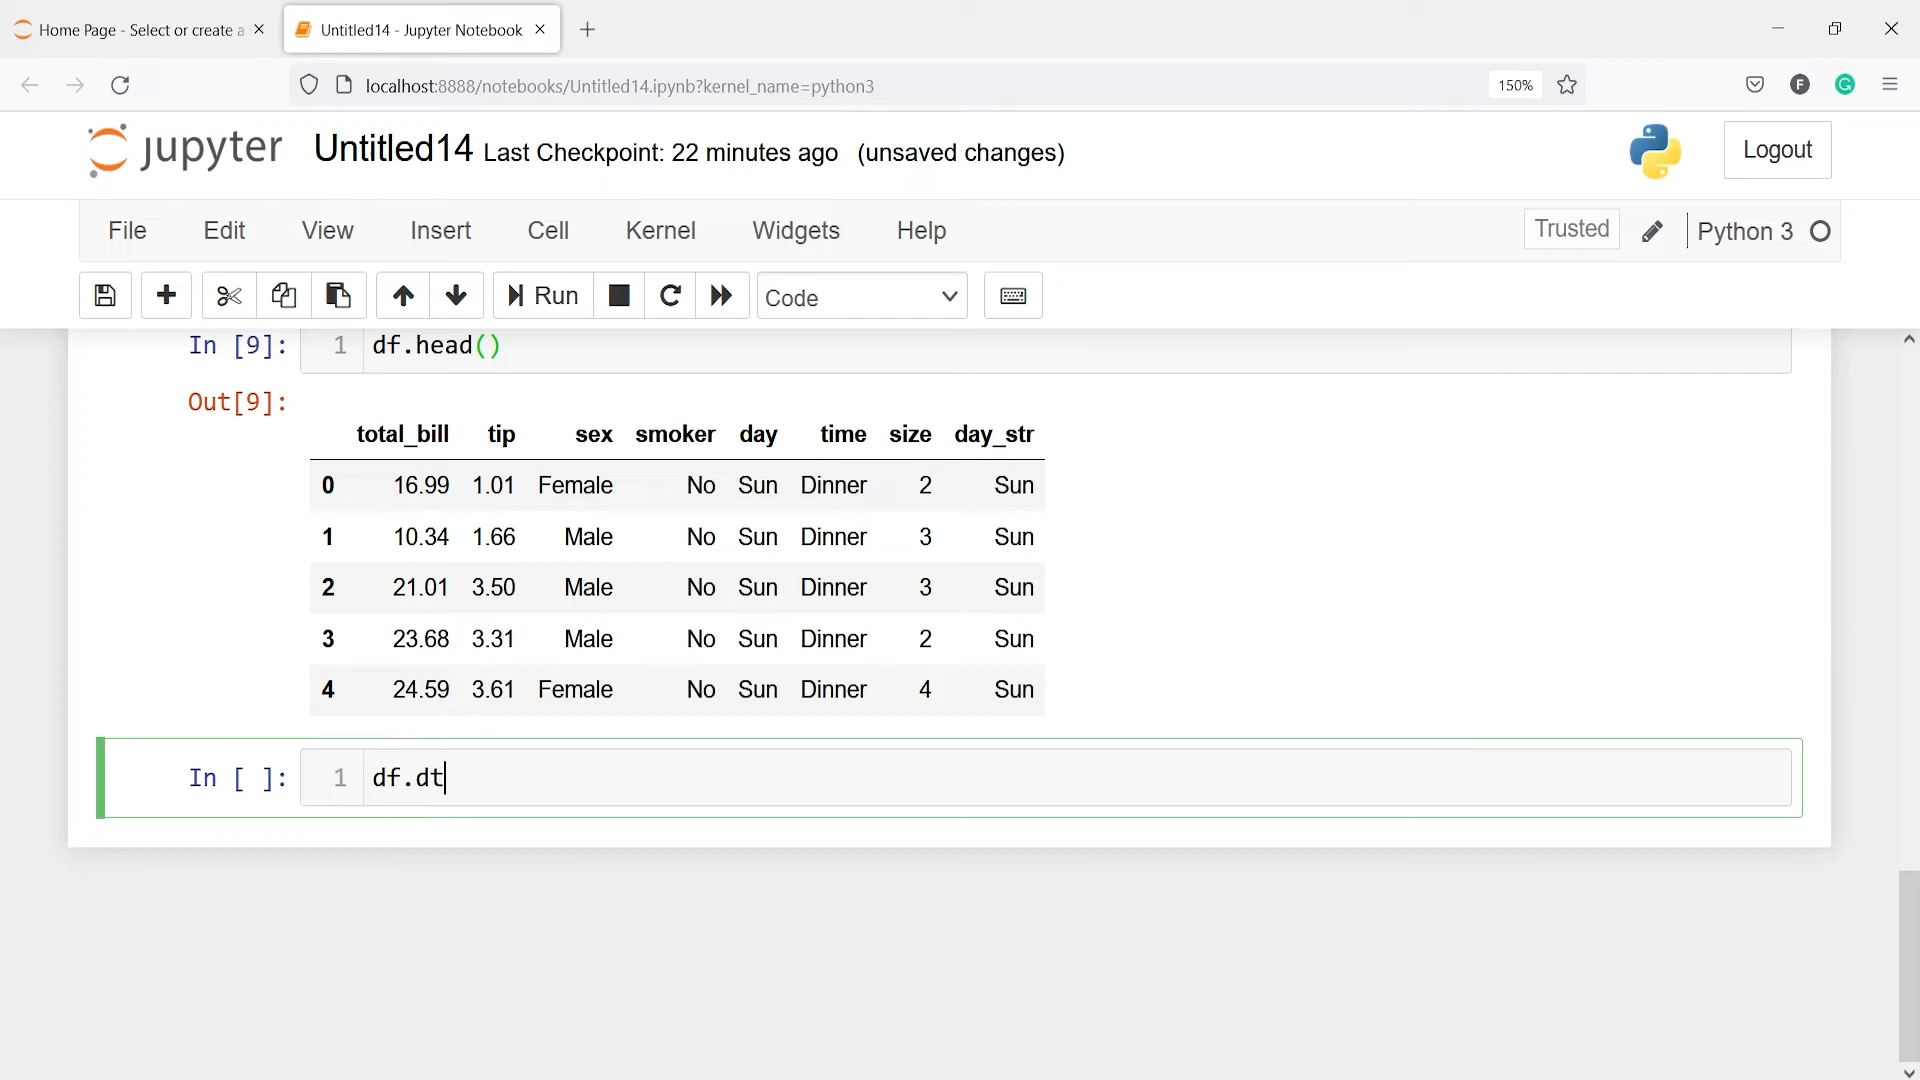 Home Page - Select or create a
Untitled14 - Jupyter Notebook
localhost:8888/notebooks/Untitled14.ipynb?kernel_name=python3
150%
F
G
jupyter Untitled14 Last Checkpoint: 22 minutes ago (unsaved changes)
Logout
File Edit View Insert Cell Kernel Widgets Help Trusted Python 3
Run Code
In [9]: 1 df.head()
Out[9]:
total_bill tip sex smoker day time size day_str
0 16.99 1.01 Female No Sun Dinner 2 Sun
1 10.34 1.66 Male No Sun Dinner 3 Sun
2 21.01 3.50 Male No Sun Dinner 3 Sun
3 23.68 3.31 Male No Sun Dinner 2 Sun
4 24.59 3.61 Female No Sun Dinner 4 Sun
In [ ]: 1 df.dt